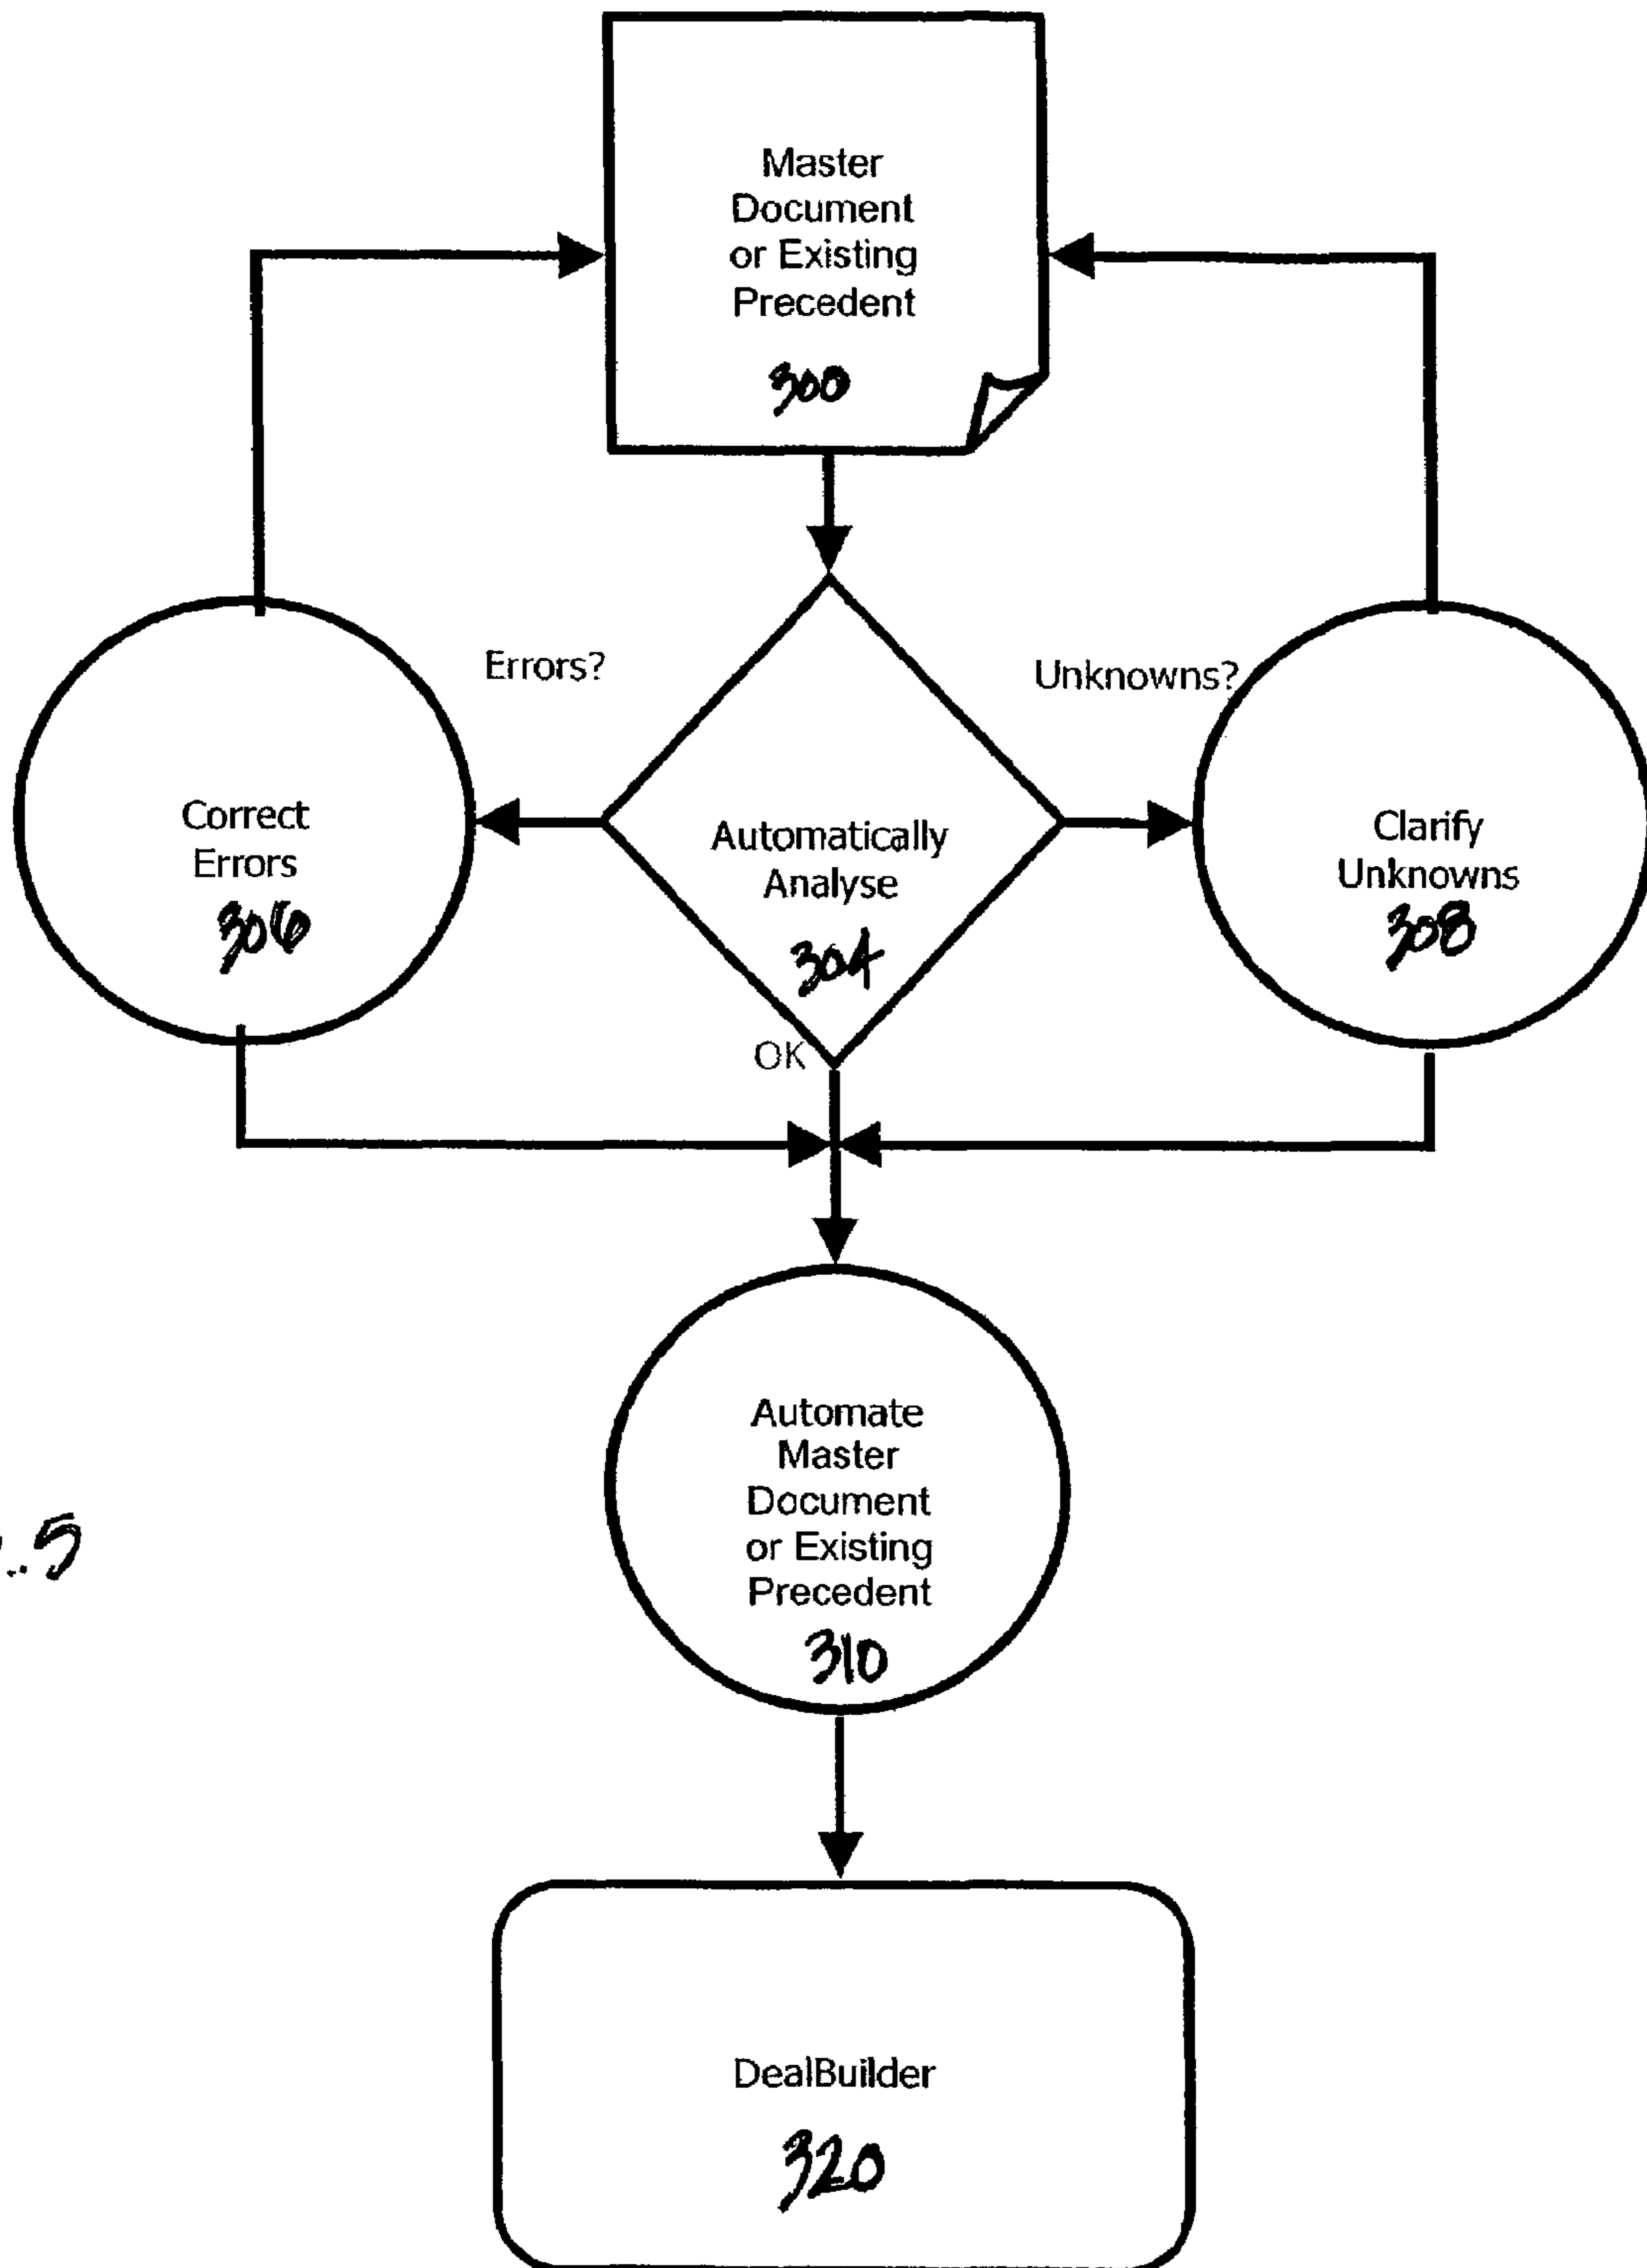 Master
Document
or Existing
Precedent
300
Errors?
Unknowns?
Correct
Errors
306
Automatically
Analyse
304
Clarify
Unknowns
308
OK
Automate
Master
Document
or Existing
Precedent
310
5
DealBuilder
320